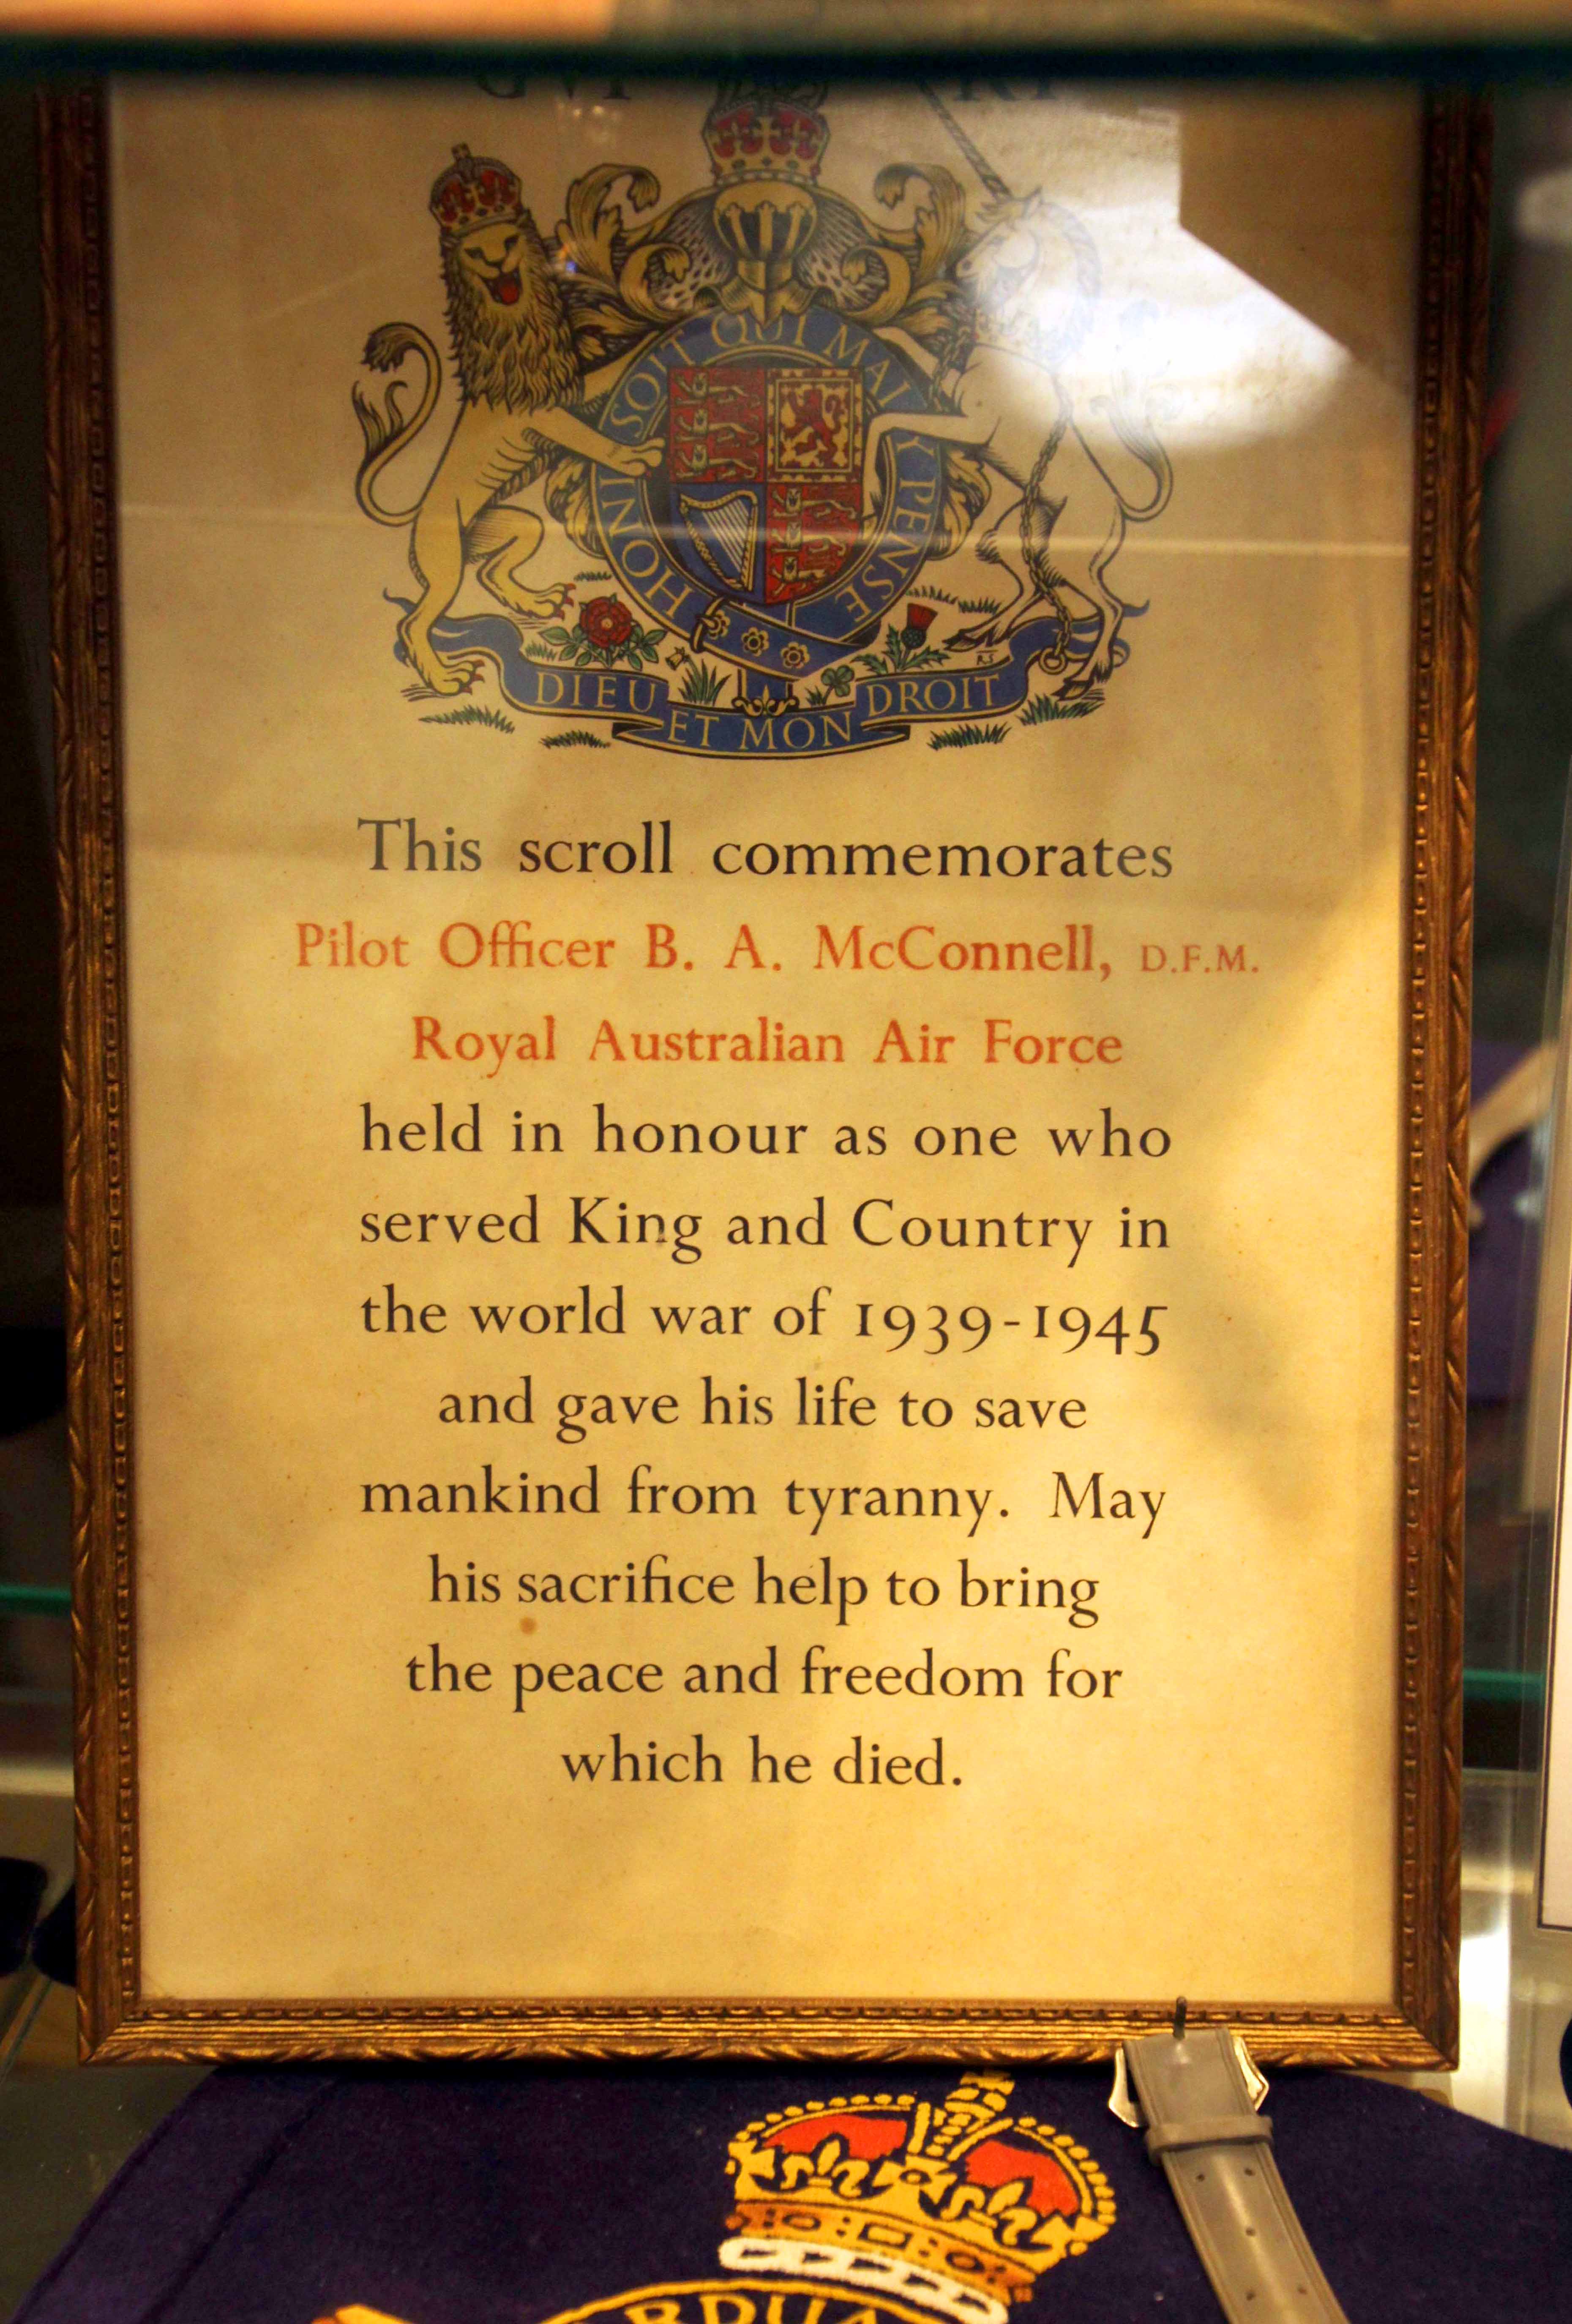 GVI RI
HONI SOIT QUI MAL Y PENSE
DIEU ET MON DROIT
RS
This scroll commemorates
Pilot Officer B. A. McConnell, D.F.M.
Royal Australian Air Force
held in honour as one who
served King and Country in
the world war of 1939-1945
and gave his life to save
mankind from tyranny. May
his sacrifice help to bring
the peace and freedom for
which he died.